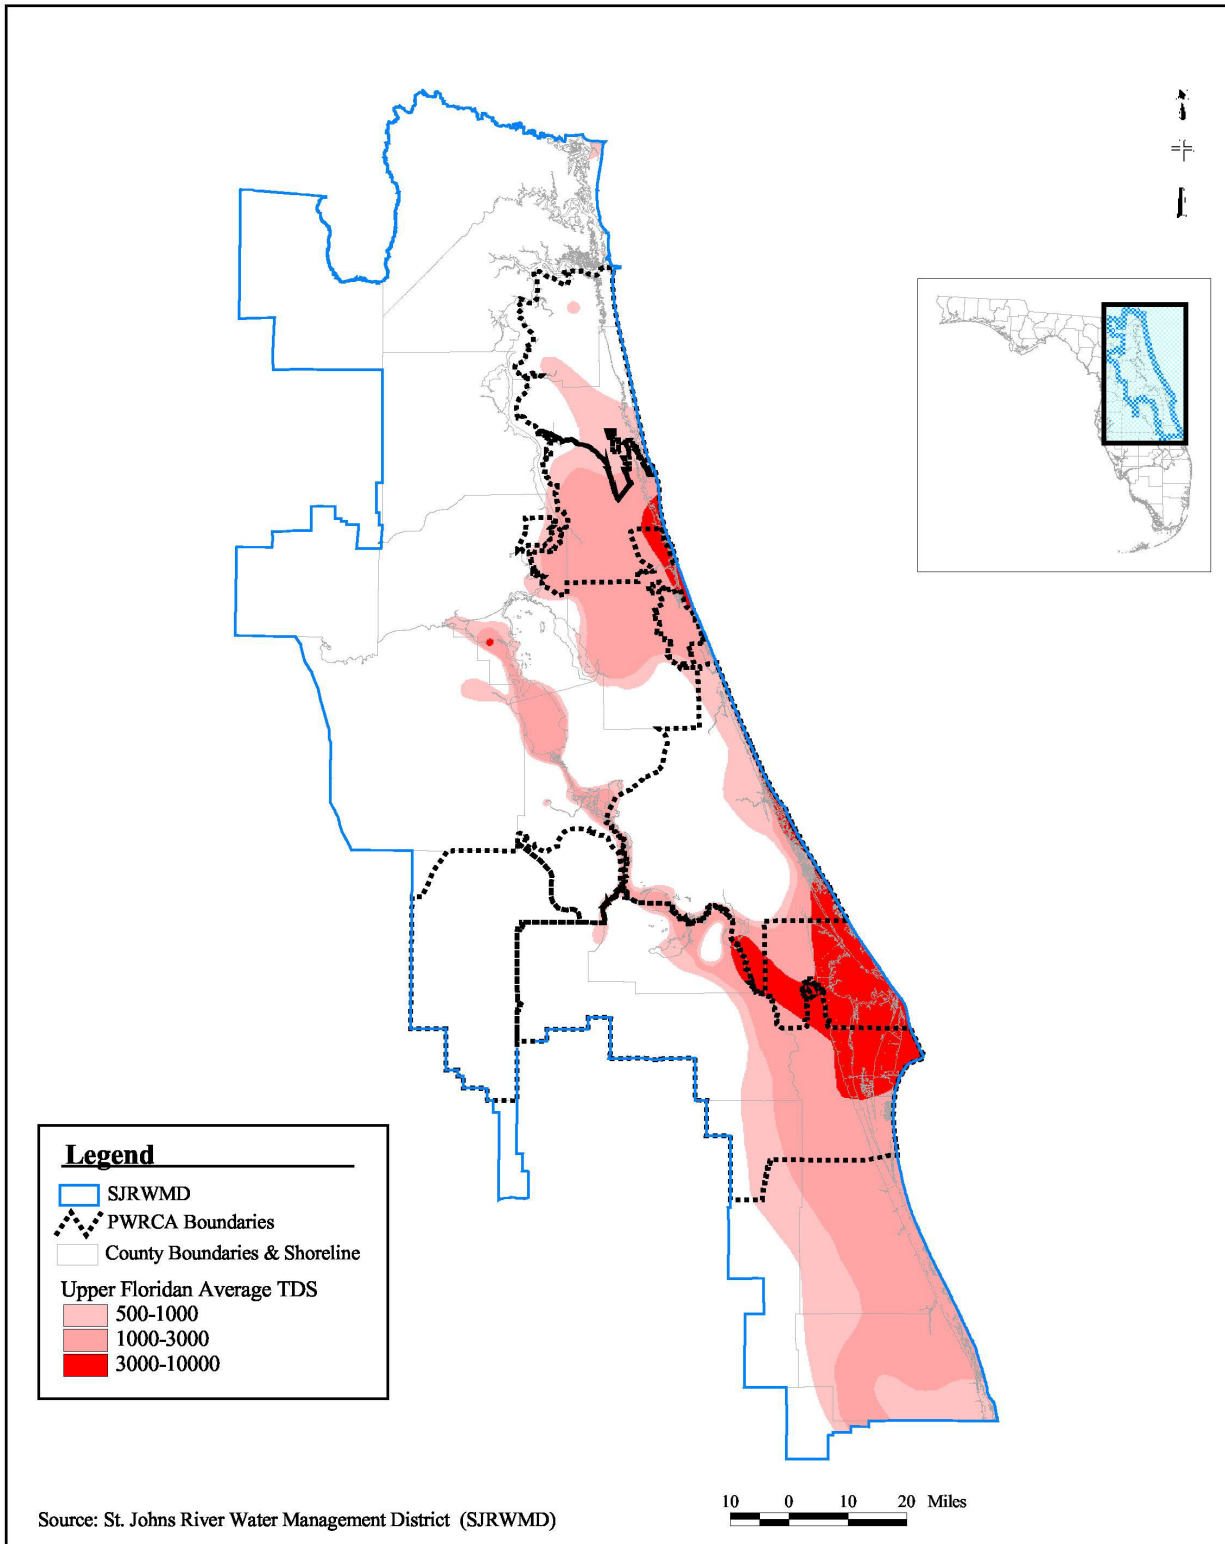 Legend
SJRWMD
PWRCA Boundaries
County Boundaries & Shoreline
Upper Floridan Average TDS
500-1000
1000-3000
3000-10000
10 0 10 20 Miles
Source: St. Johns River Water Management District (SJRWMD)